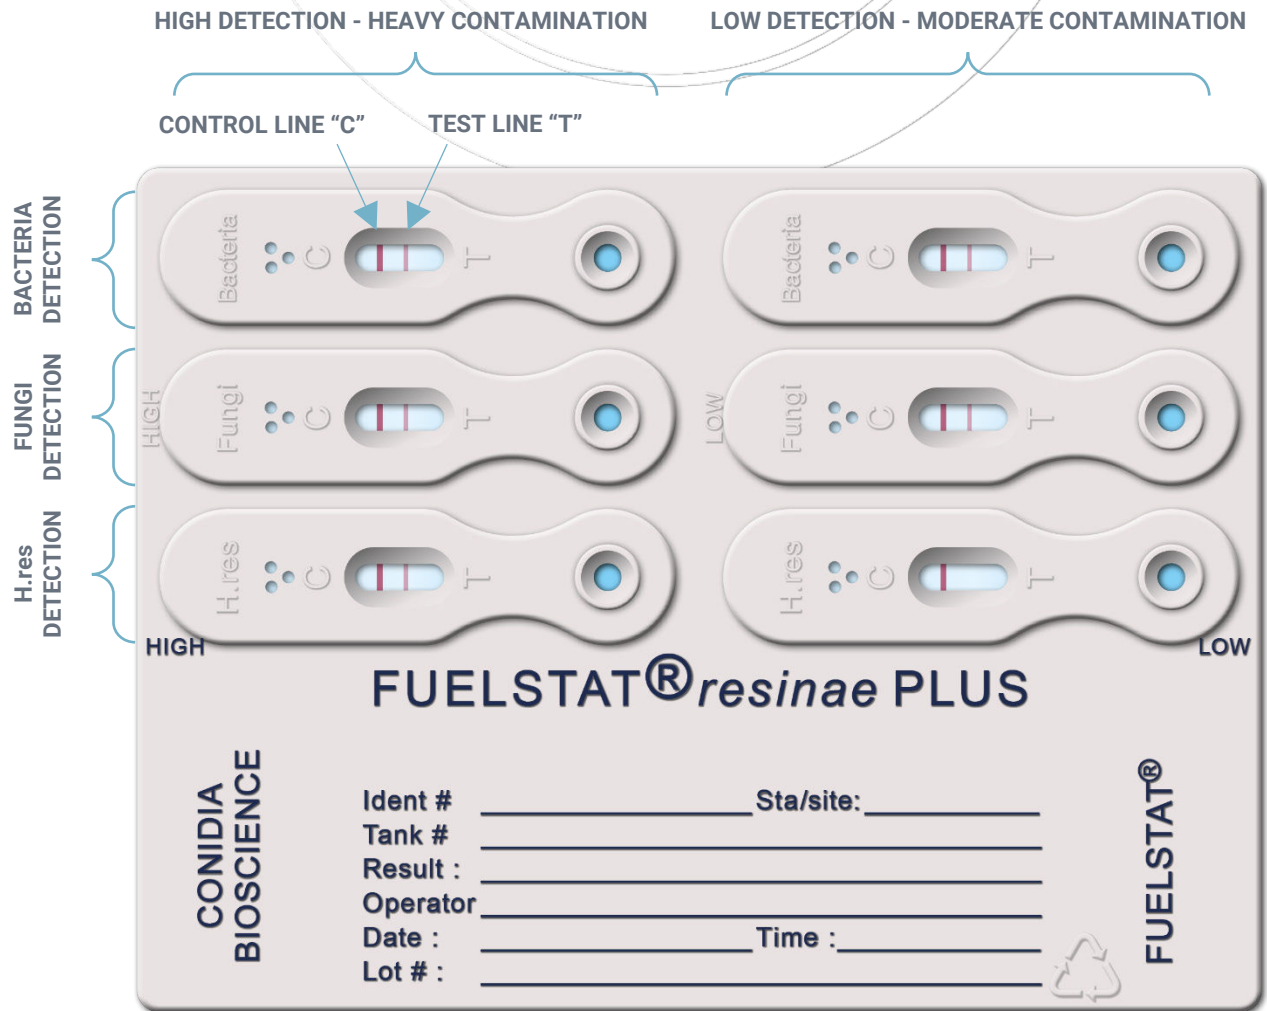 HIGH DETECTION - HEAVY CONTAMINATION
LOW DETECTION - MODERATE CONTAMINATION
CONTROL LINE “C”
TEST LINE “T”
BACTERIA
DETECTION
FUNGI
DETECTION
H.res
DETECTION
Bacteria
C
T
Bacteria
C
T
HIGH
Fungi
C
T
LOW
Fungi
C
T
H.res
C
T
H.res
C
T
HIGH
LOW
FUELSTAT® resinae PLUS
CONIDIA
BIOSCIENCE
Ident # Sta/site:
Tank #
Result :
Operator
Date : Time :
Lot # :
FUELSTAT®